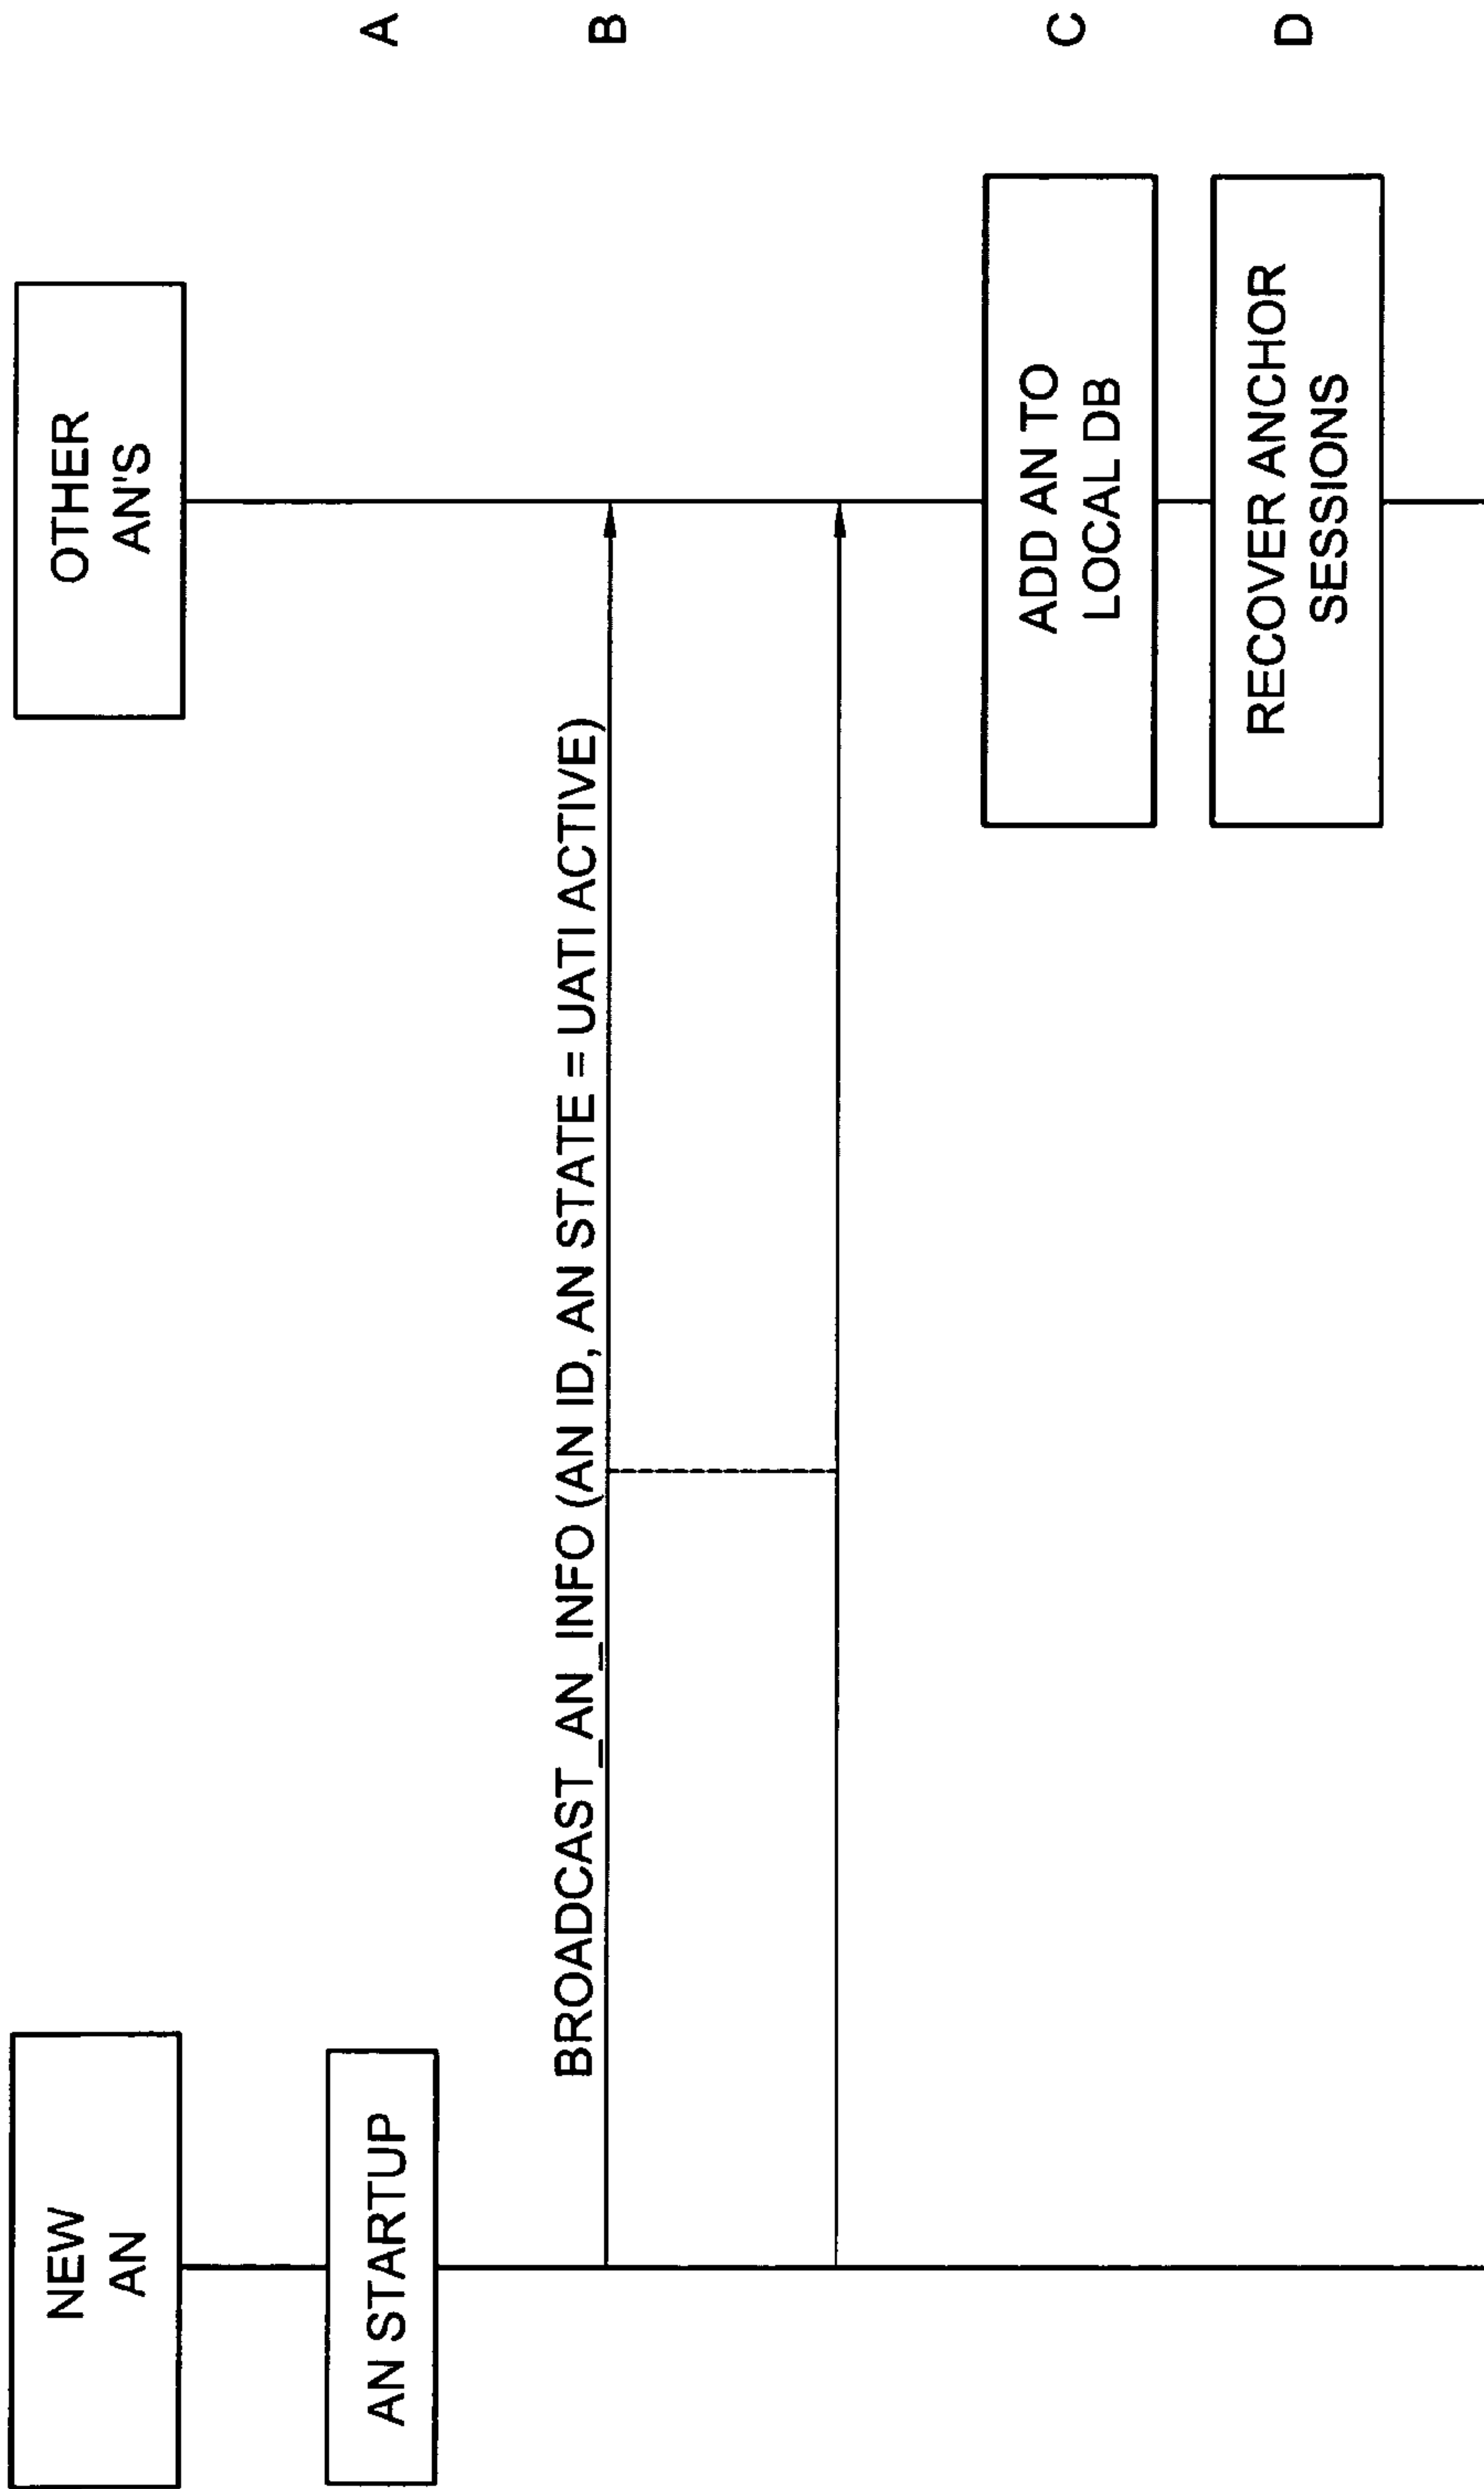 NEW
AN
OTHER
AN'S
AN STARTUP
A
BROADCAST_AN_INFO (AN ID, AN STATE = UATI ACTIVE)
B
ADD AN TO
LOCAL DB
C
RECOVER ANCHOR
SESSIONS
D